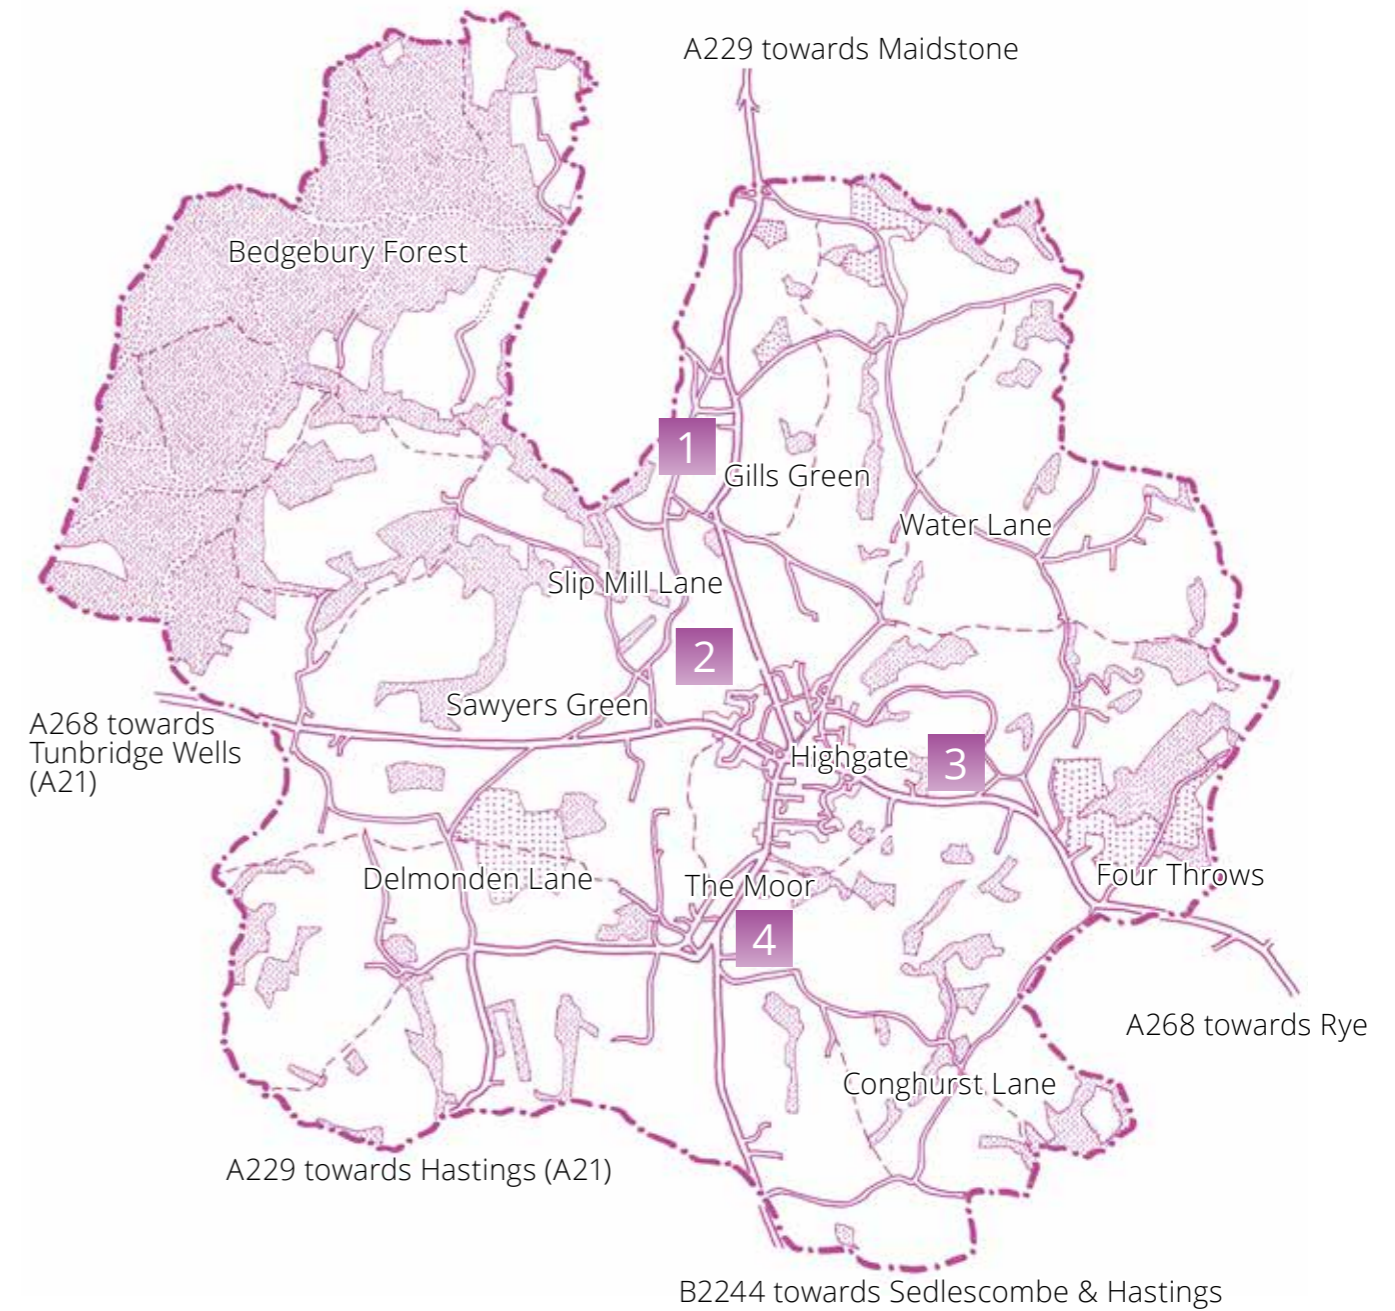 A229 towards Maidstone
Bedgebury Forest
1
Gills Green
Water Lane
Slip Mill Lane
2
Sawyers Green
A268 towards
Tunbridge Wells
(A21)
Highgate
3
Delmonden Lane
The Moor
Four Throws
4
A268 towards Rye
Conghurst Lane
A229 towards Hastings (A21)
B2244 towards Sedlescombe & Hastings